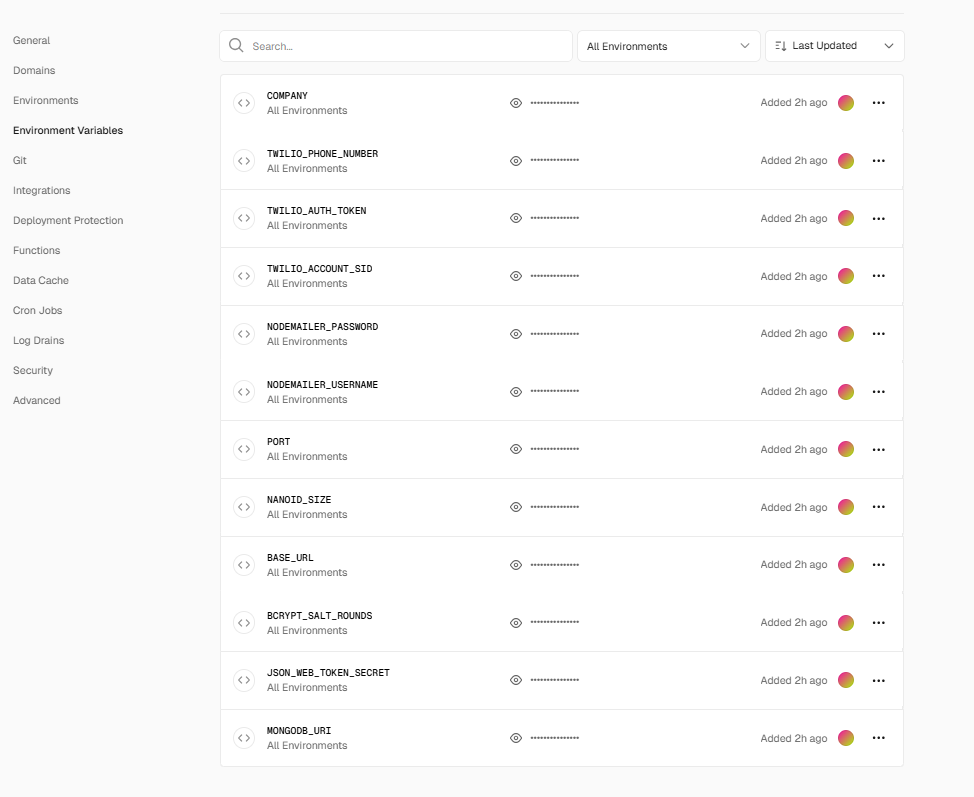 General
Domains
Environments
Environment Variables
Git
Integrations
Deployment Protection
Functions
Data Cache
Cron Jobs
Log Drains
Security
Advanced
Search...
All Environments
Last Updated
COMPANY
All Environments
•••••••••••••••
Added 2h ago
TWILIO_PHONE_NUMBER
All Environments
•••••••••••••••
Added 2h ago
TWILIO_AUTH_TOKEN
All Environments
•••••••••••••••
Added 2h ago
TWILIO_ACCOUNT_SID
All Environments
•••••••••••••••
Added 2h ago
NODEMAILER_PASSWORD
All Environments
•••••••••••••••
Added 2h ago
NODEMAILER_USERNAME
All Environments
•••••••••••••••
Added 2h ago
PORT
All Environments
•••••••••••••••
Added 2h ago
NANOID_SIZE
All Environments
•••••••••••••••
Added 2h ago
BASE_URL
All Environments
•••••••••••••••
Added 2h ago
BCRYPT_SALT_ROUNDS
All Environments
•••••••••••••••
Added 2h ago
JSON_WEB_TOKEN_SECRET
All Environments
•••••••••••••••
Added 2h ago
MONGODB_URI
All Environments
•••••••••••••••
Added 2h ago